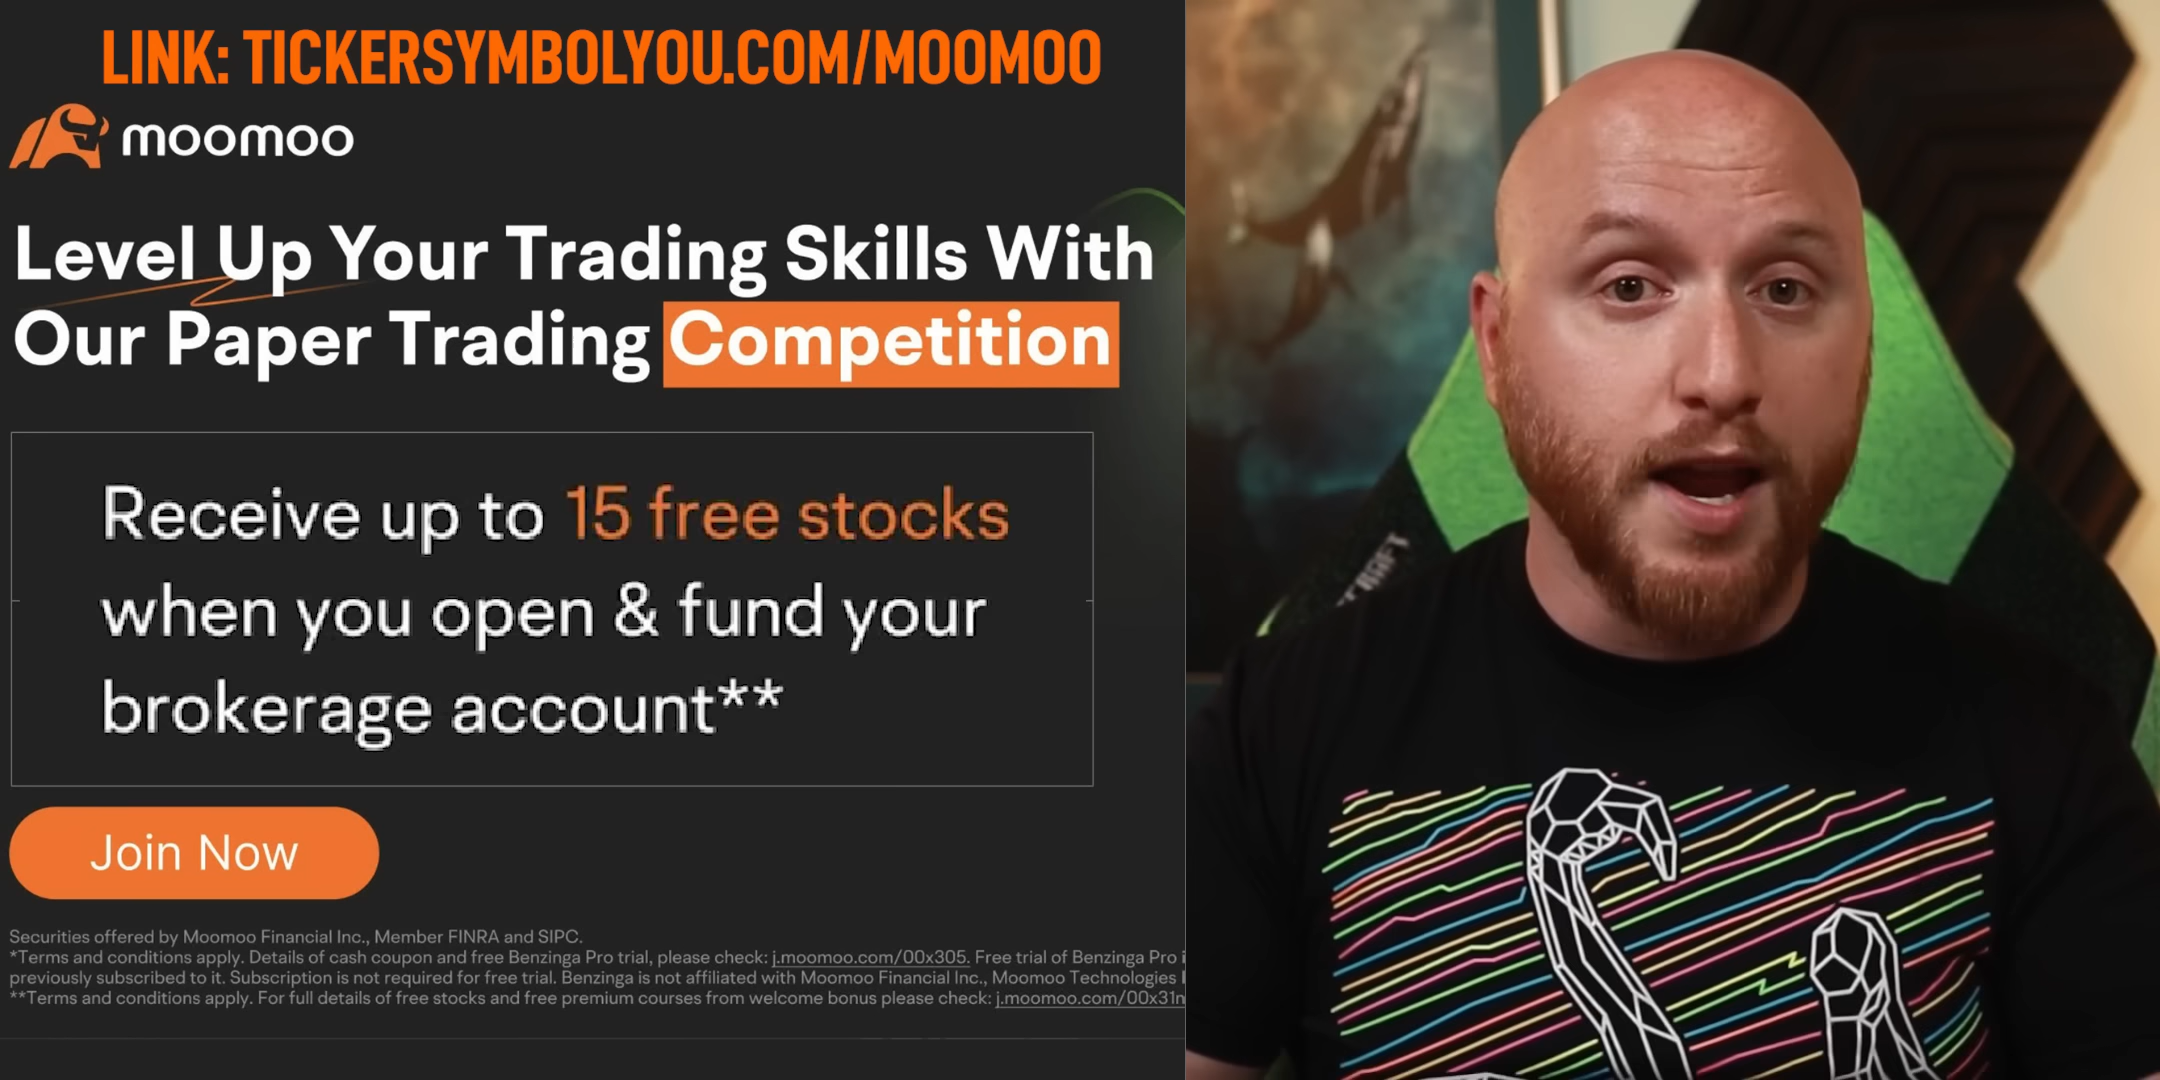 LINK: TICKERSYMBOLYOU.COM/MOOMOO
moomoo
Level Up Your Trading Skills With
Our Paper Trading Competition
Receive up to 15 free stocks
when you open & fund your
brokerage account**
Join Now
Securities offered by Moomoo Financial Inc., Member FINRA and SIPC.
*Terms and conditions apply. Details of cash coupon and free Benzinga Pro trial, please check: j.moomoo.com/00x305. Free trial of Benzinga Pro i
previously subscribed to it. Subscription is not required for free trial. Benzinga is not affiliated with Moomoo Financial Inc., Moomoo Technologies I
**Terms and conditions apply. For full details of free stocks and free premium courses from welcome bonus please check: j.moomoo.com/00x31n